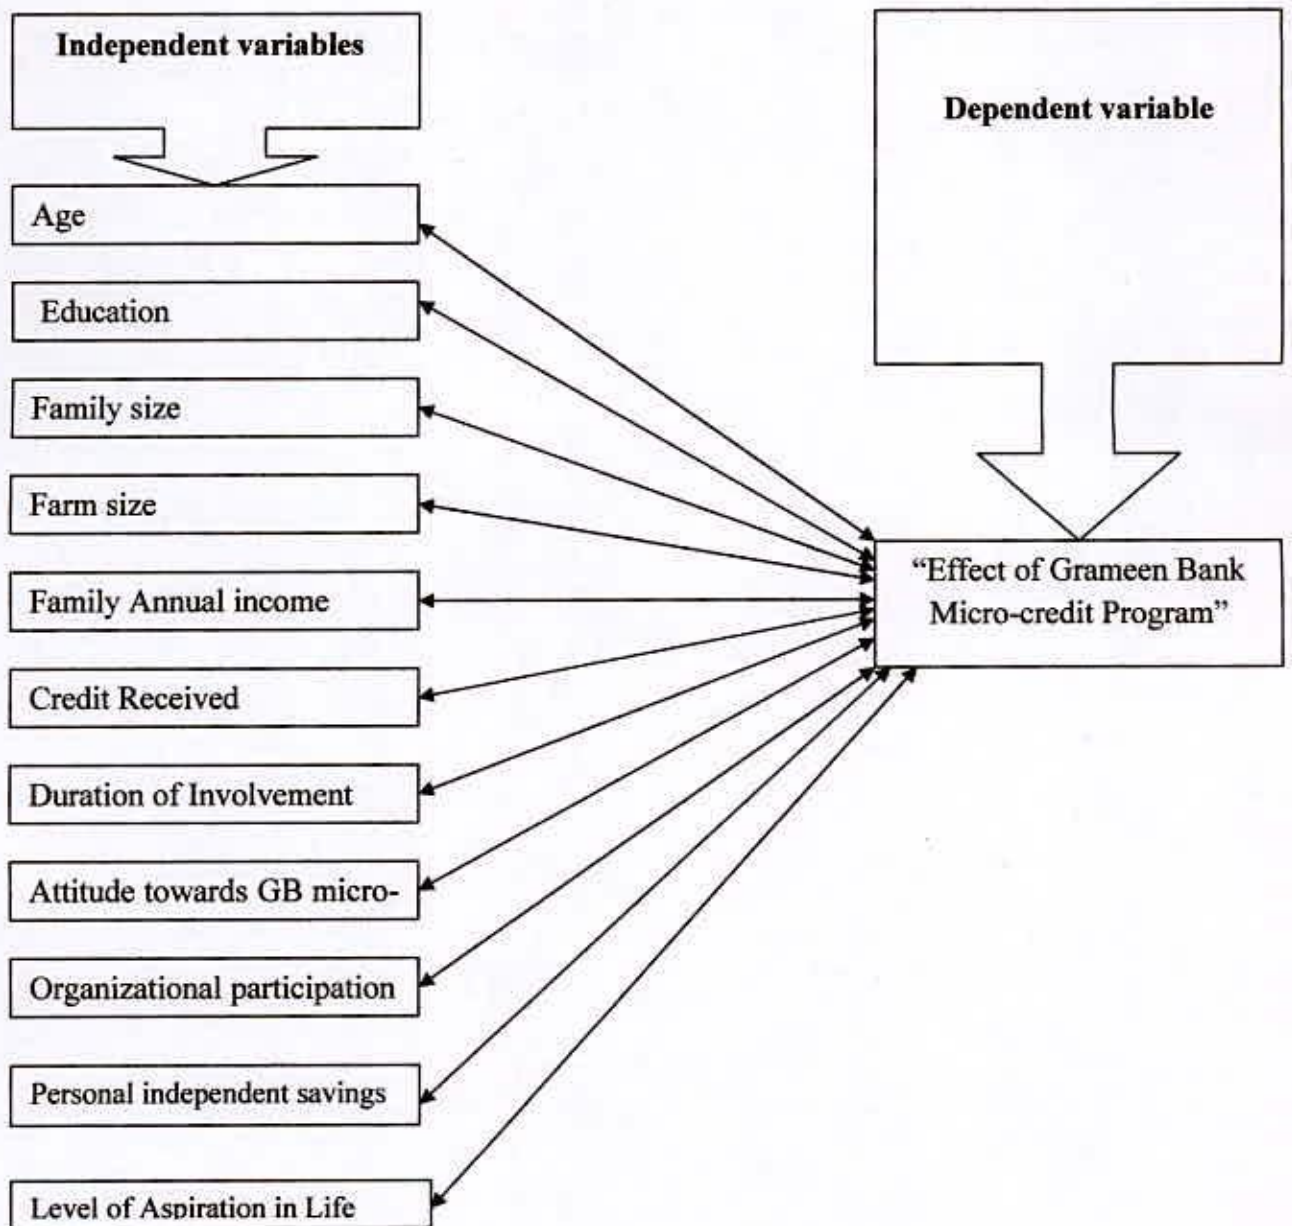 Independent variables
Dependent variable
Age
Education
Family size
Farm size
Family Annual income
Credit Received
Duration of Involvement
Attitude towards GB micro-
Organizational participation
Personal independent savings
Level of Aspiration in Life
“Effect of Grameen Bank
Micro-credit Program”